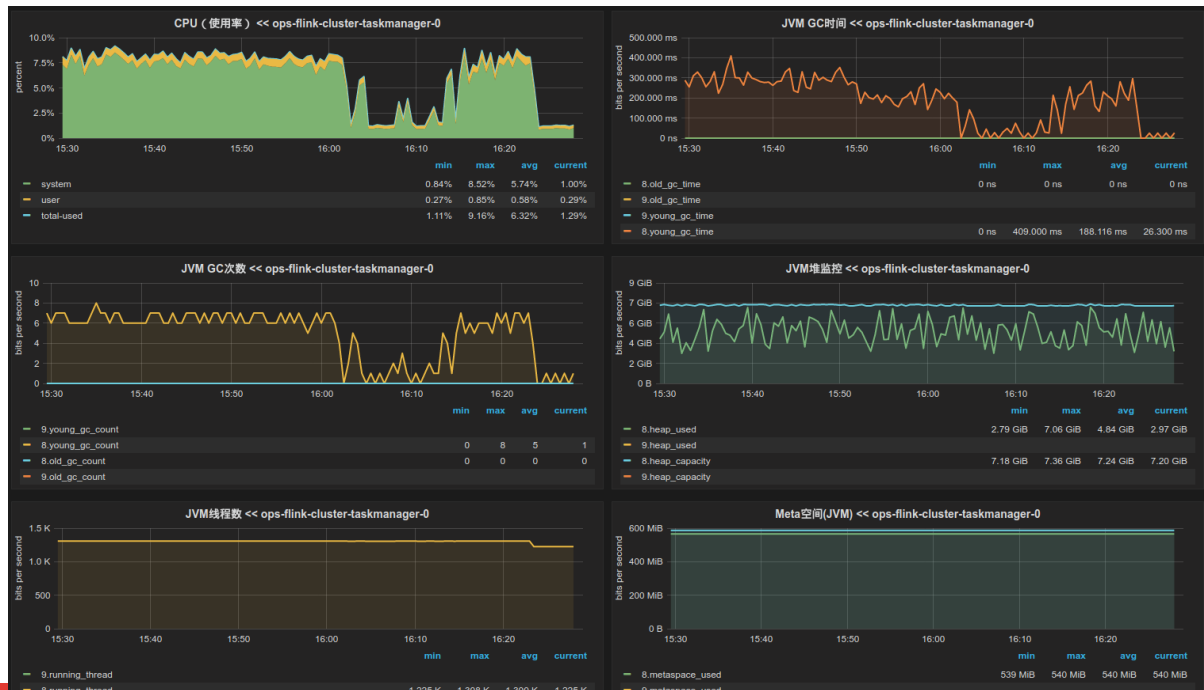 CPU（使用率） << ops-flink-cluster-taskmanager-0
percent
10.0%
7.5%
5.0%
2.5%
0%
15:30 15:40 15:50 16:00 16:10 16:20
min max avg current
system 0.84% 8.52% 5.74% 1.00%
user 0.27% 0.85% 0.58% 0.29%
total-used 1.11% 9.16% 6.32% 1.29%
JVM GC时间 << ops-flink-cluster-taskmanager-0
bits per second
500.000 ms
400.000 ms
300.000 ms
200.000 ms
100.000 ms
0 ns
15:30 15:40 15:50 16:00 16:10 16:20
min max avg current
8.old_gc_time 0 ns 0 ns 0 ns
9.old_gc_time
9.young_gc_time
8.young_gc_time 0 ns 409.000 ms 188.116 ms 26.300 ms
JVM GC次数 << ops-flink-cluster-taskmanager-0
bits per second
10
8
6
4
2
0
15:30 15:40 15:50 16:00 16:10 16:20
min max avg current
9.young_gc_count
8.young_gc_count 0 8 5 1
8.old_gc_count 0 0 0 0
9.old_gc_count
JVM堆监控 << ops-flink-cluster-taskmanager-0
bits per second
9 GiB
7 GiB
6 GiB
4 GiB
2 GiB
0 B
15:30 15:40 15:50 16:00 16:10 16:20
min max avg current
8.heap_used 2.79 GiB 7.06 GiB 4.84 GiB 2.97 GiB
9.heap_used
8.heap_capacity 7.18 GiB 7.36 GiB 7.24 GiB 7.20 GiB
9.heap_capacity
JVM线程数 << ops-flink-cluster-taskmanager-0
bits per second
1.5 K
1.0 K
500
0
15:30 15:40 15:50 16:00 16:10 16:20
min max avg current
9.running_thread
8.running_thread 1.225 K 1.308 K 1.300 K 1.225 K
Meta空间(JVM) << ops-flink-cluster-taskmanager-0
bits per second
600 MiB
400 MiB
200 MiB
0 B
15:30 15:40 15:50 16:00 16:10 16:20
min max avg current
8.metaspace_used 539 MiB 540 MiB 540 MiB 540 MiB
9.metaspace_used